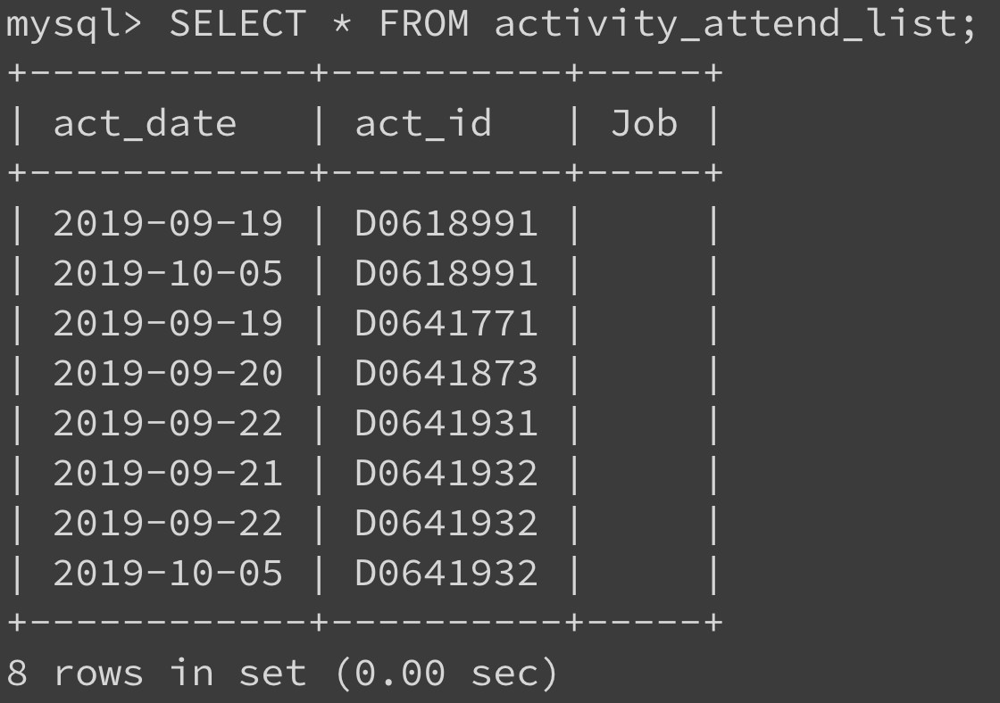 mysql> SELECT * FROM activity_attend_list;
+------------+----------+-----+
| act_date   | act_id   | Job |
+------------+----------+-----+
| 2019-09-19 | D0618991 |     |
| 2019-10-05 | D0618991 |     |
| 2019-09-19 | D0641771 |     |
| 2019-09-20 | D0641873 |     |
| 2019-09-22 | D0641931 |     |
| 2019-09-21 | D0641932 |     |
| 2019-09-22 | D0641932 |     |
| 2019-10-05 | D0641932 |     |
+------------+----------+-----+
8 rows in set (0.00 sec)